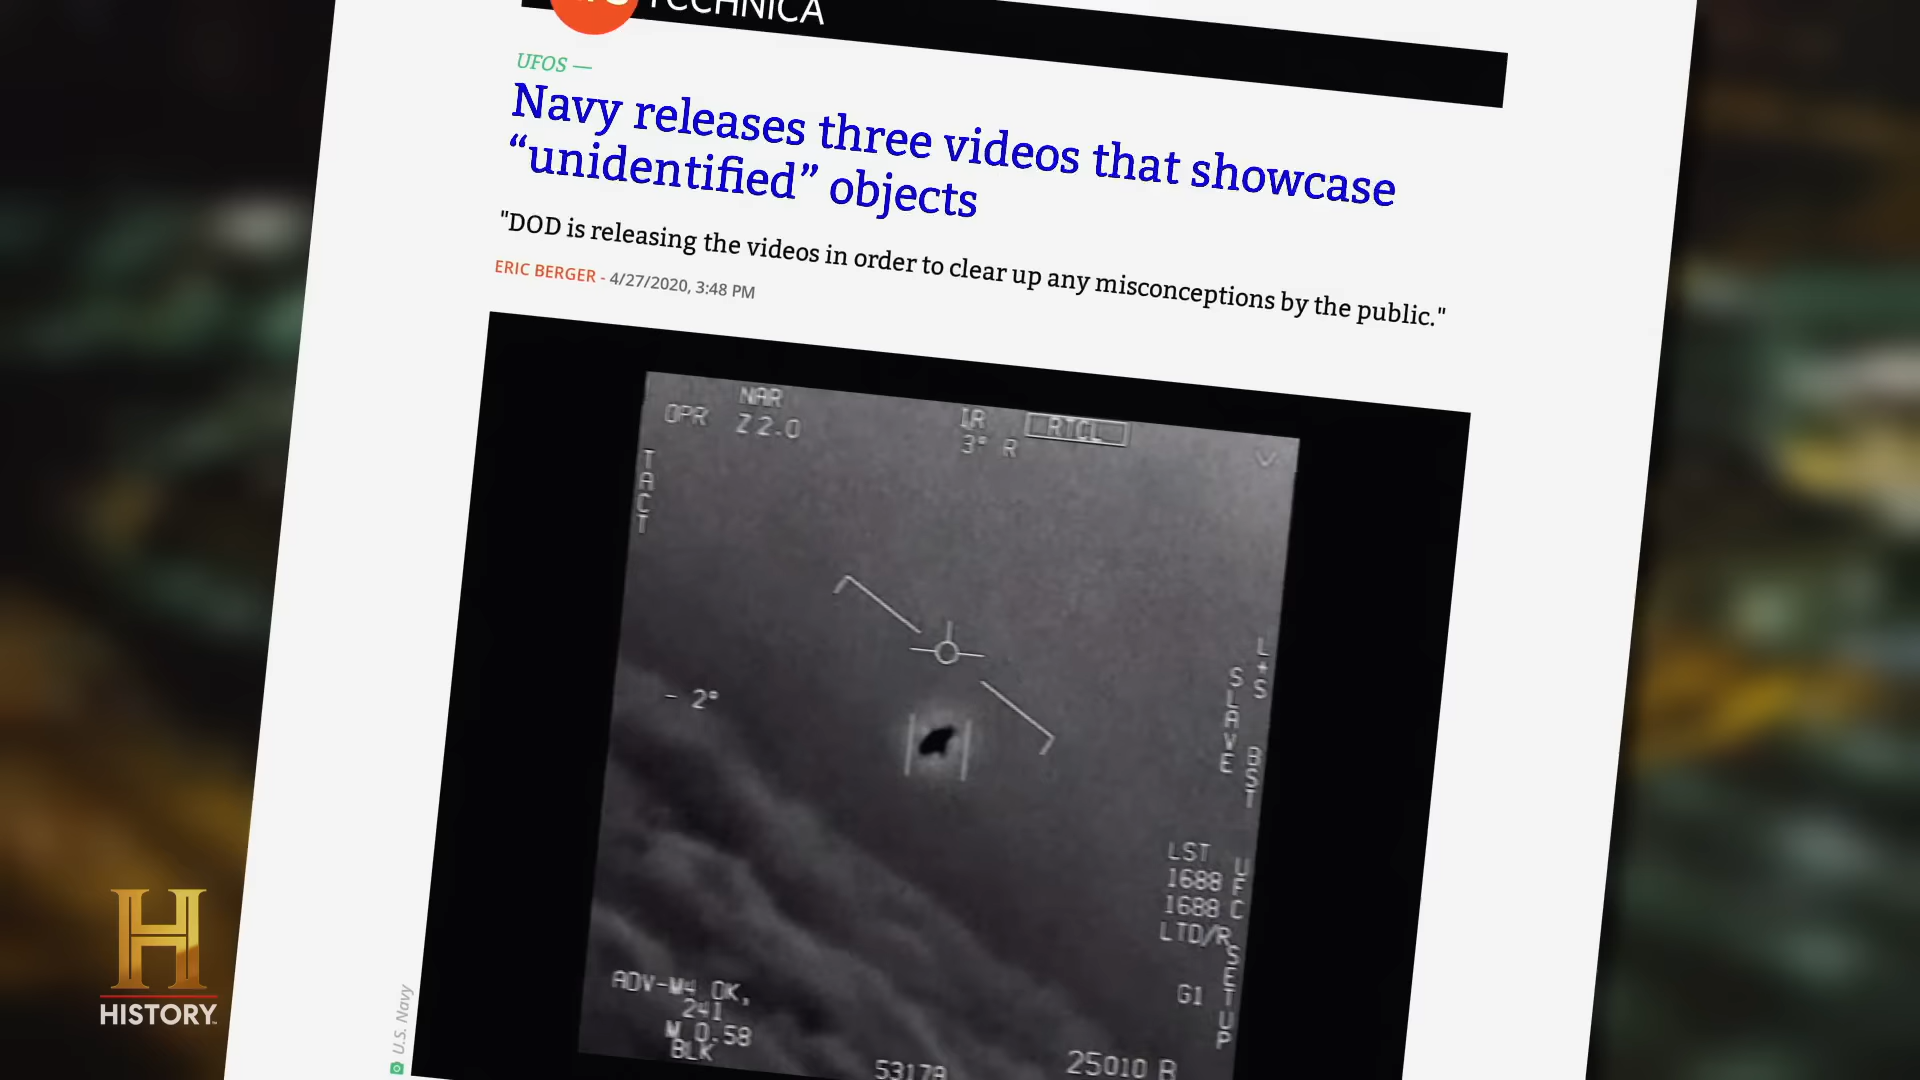 TECHNICA
UFOS —
Navy releases three videos that showcase
“unidentified” objects
"DOD is releasing the videos in order to clear up any misconceptions by the public."
ERIC BERGER - 4/27/2020, 3:48 PM
NAR
OPR Z 2.0
IR RTCL
3° R
V
TACT
- 2°
L+S
SLAVE
BST
LST
1688
1688
LTD/R
UFC
SETUP
G1
ADV-M4 OK,
241
M 0.58
BLK
25010 B
U.S. Navy
H
HISTORY